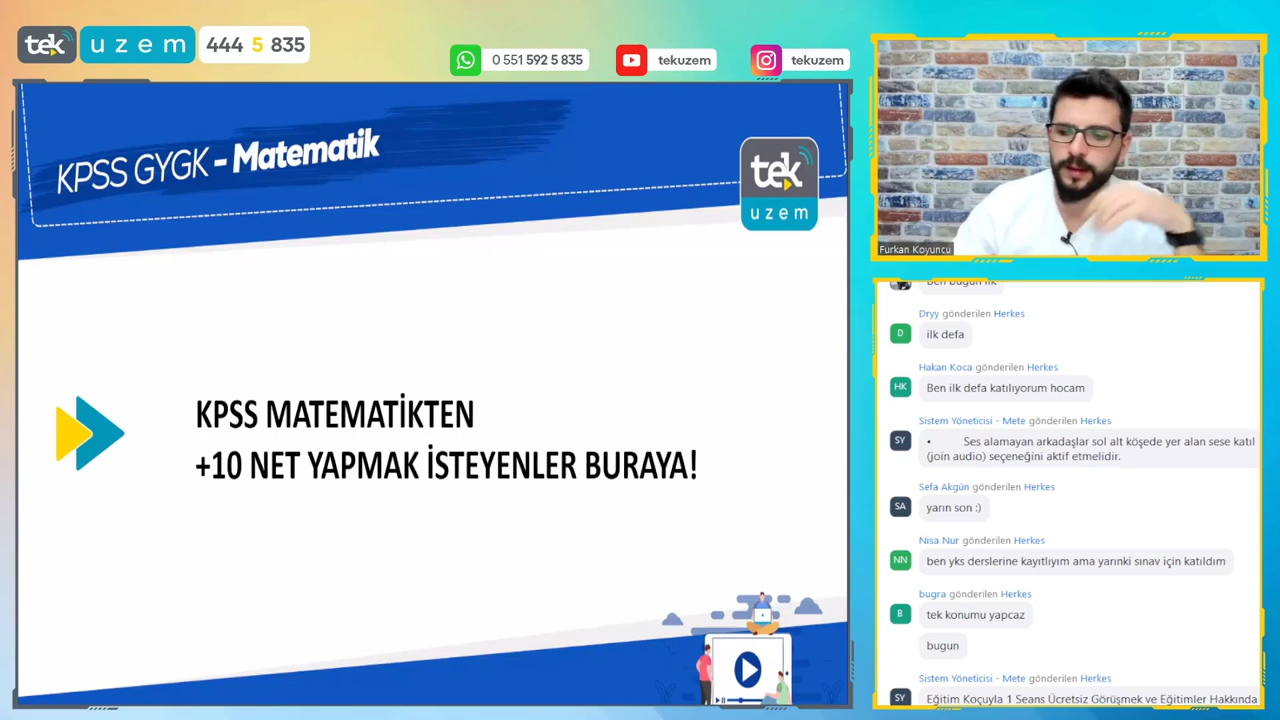 tek uzem 444 5 835
0 551 592 5 835
tekuzem
tekuzem
KPSS GYGK - Matematik
tek
uzem
KPSS MATEMATİKTEN
+10 NET YAPMAK İSTEYENLER BURAYA!
Furkan Koyuncu
Ben bugün ilk
Dryy gönderilen Herkes
D
ilk defa
Hakan Koca gönderilen Herkes
HK
Ben ilk defa katılıyorum hocam
Sistem Yöneticisi - Mete gönderilen Herkes
SY
• Ses alamayan arkadaşlar sol alt köşede yer alan sese katıl
(join audio) seçeneğini aktif etmelidir.
Sefa Akgün gönderilen Herkes
SA
yarın son :)
Nisa Nur gönderilen Herkes
NN
ben yks derslerine kayıtlıyım ama yarınki sınav için katıldım
bugra gönderilen Herkes
B
tek konumu yapcaz
bugun
Sistem Yöneticisi - Mete gönderilen Herkes
SY
Eğitim Koçuyla 1 Seans Ücretsiz Görüşmek ve Eğitimler Hakkında